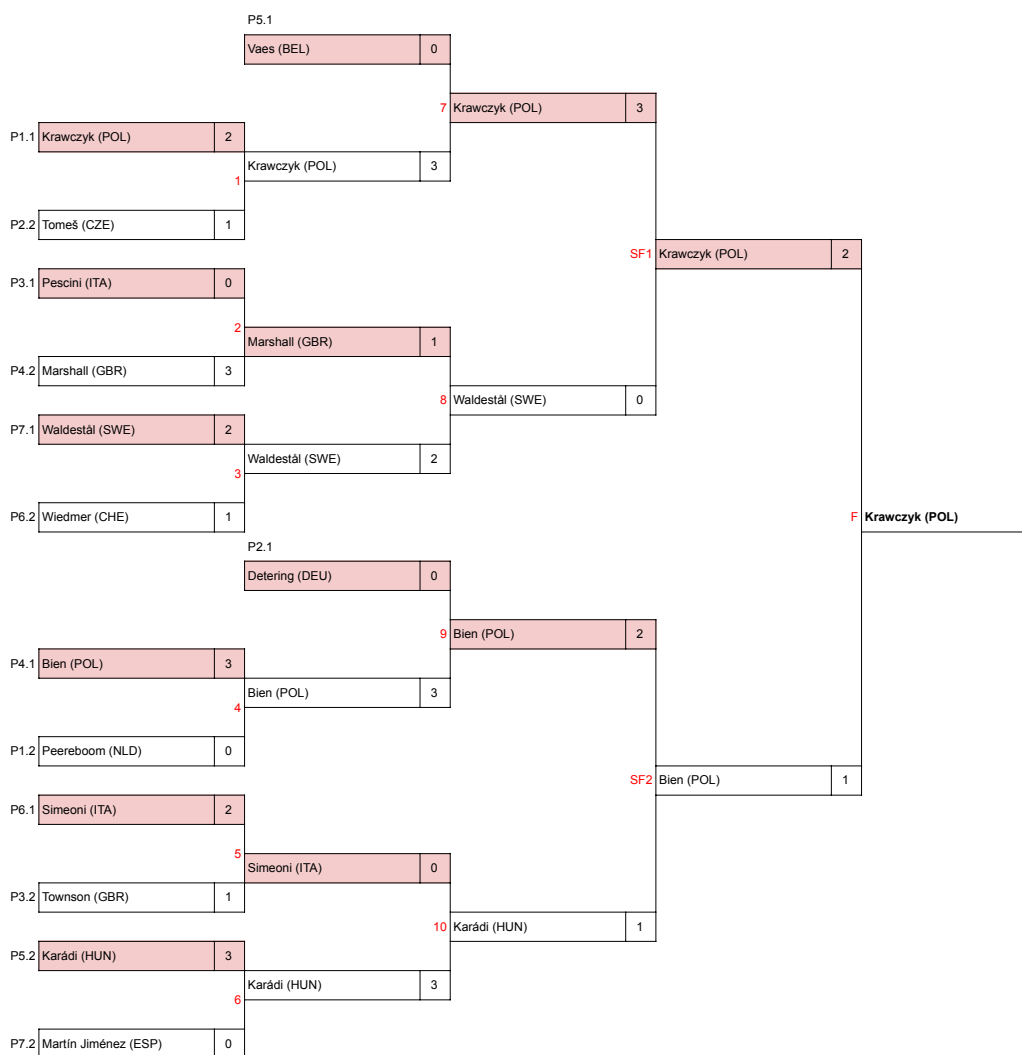 P5.1
Vaes (BEL) 0
7 Krawczyk (POL) 3
P1.1 Krawczyk (POL) 2
Krawczyk (POL) 3
1
P2.2 Tomeš (CZE) 1
SF1 Krawczyk (POL) 2
P3.1 Pescini (ITA) 0
2
Marshall (GBR) 1
P4.2 Marshall (GBR) 3
8 Waldestål (SWE) 0
P7.1 Waldestål (SWE) 2
Waldestål (SWE) 2
3
P6.2 Wiedmer (CHE) 1
F Krawczyk (POL)
P2.1
Detering (DEU) 0
9 Bien (POL) 2
P4.1 Bien (POL) 3
Bien (POL) 3
4
P1.2 Peereboom (NLD) 0
SF2 Bien (POL) 1
P6.1 Simeoni (ITA) 2
5
Simeoni (ITA) 0
P3.2 Townson (GBR) 1
10 Karádi (HUN) 1
P5.2 Karádi (HUN) 3
Karádi (HUN) 3
6
P7.2 Martín Jiménez (ESP) 0